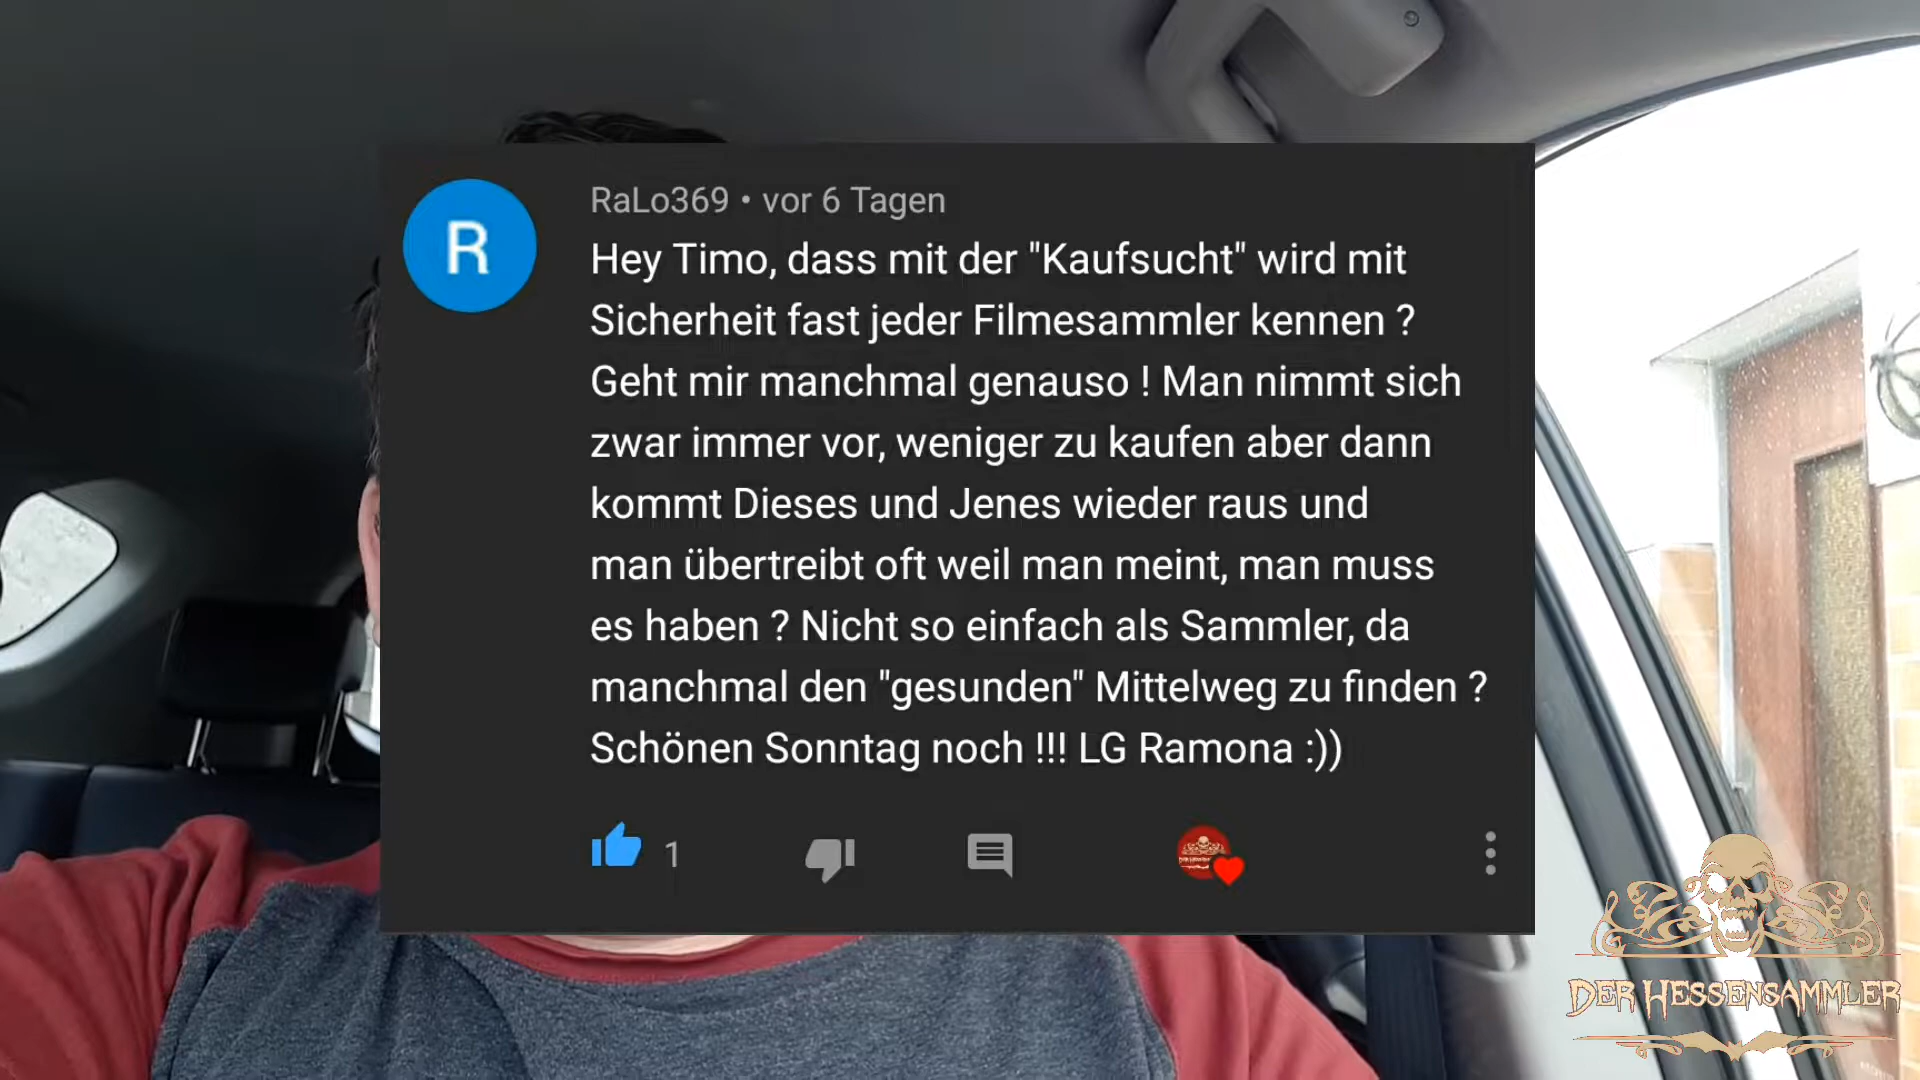 R
RaLo369 • vor 6 Tagen
Hey Timo, dass mit der "Kaufsucht" wird mit
Sicherheit fast jeder Filmesammler kennen ?
Geht mir manchmal genauso ! Man nimmt sich
zwar immer vor, weniger zu kaufen aber dann
kommt Dieses und Jenes wieder raus und
man übertreibt oft weil man meint, man muss
es haben ? Nicht so einfach als Sammler, da
manchmal den "gesunden" Mittelweg zu finden ?
Schönen Sonntag noch !!! LG Ramona :))
1
DER HESSENSAMMLER